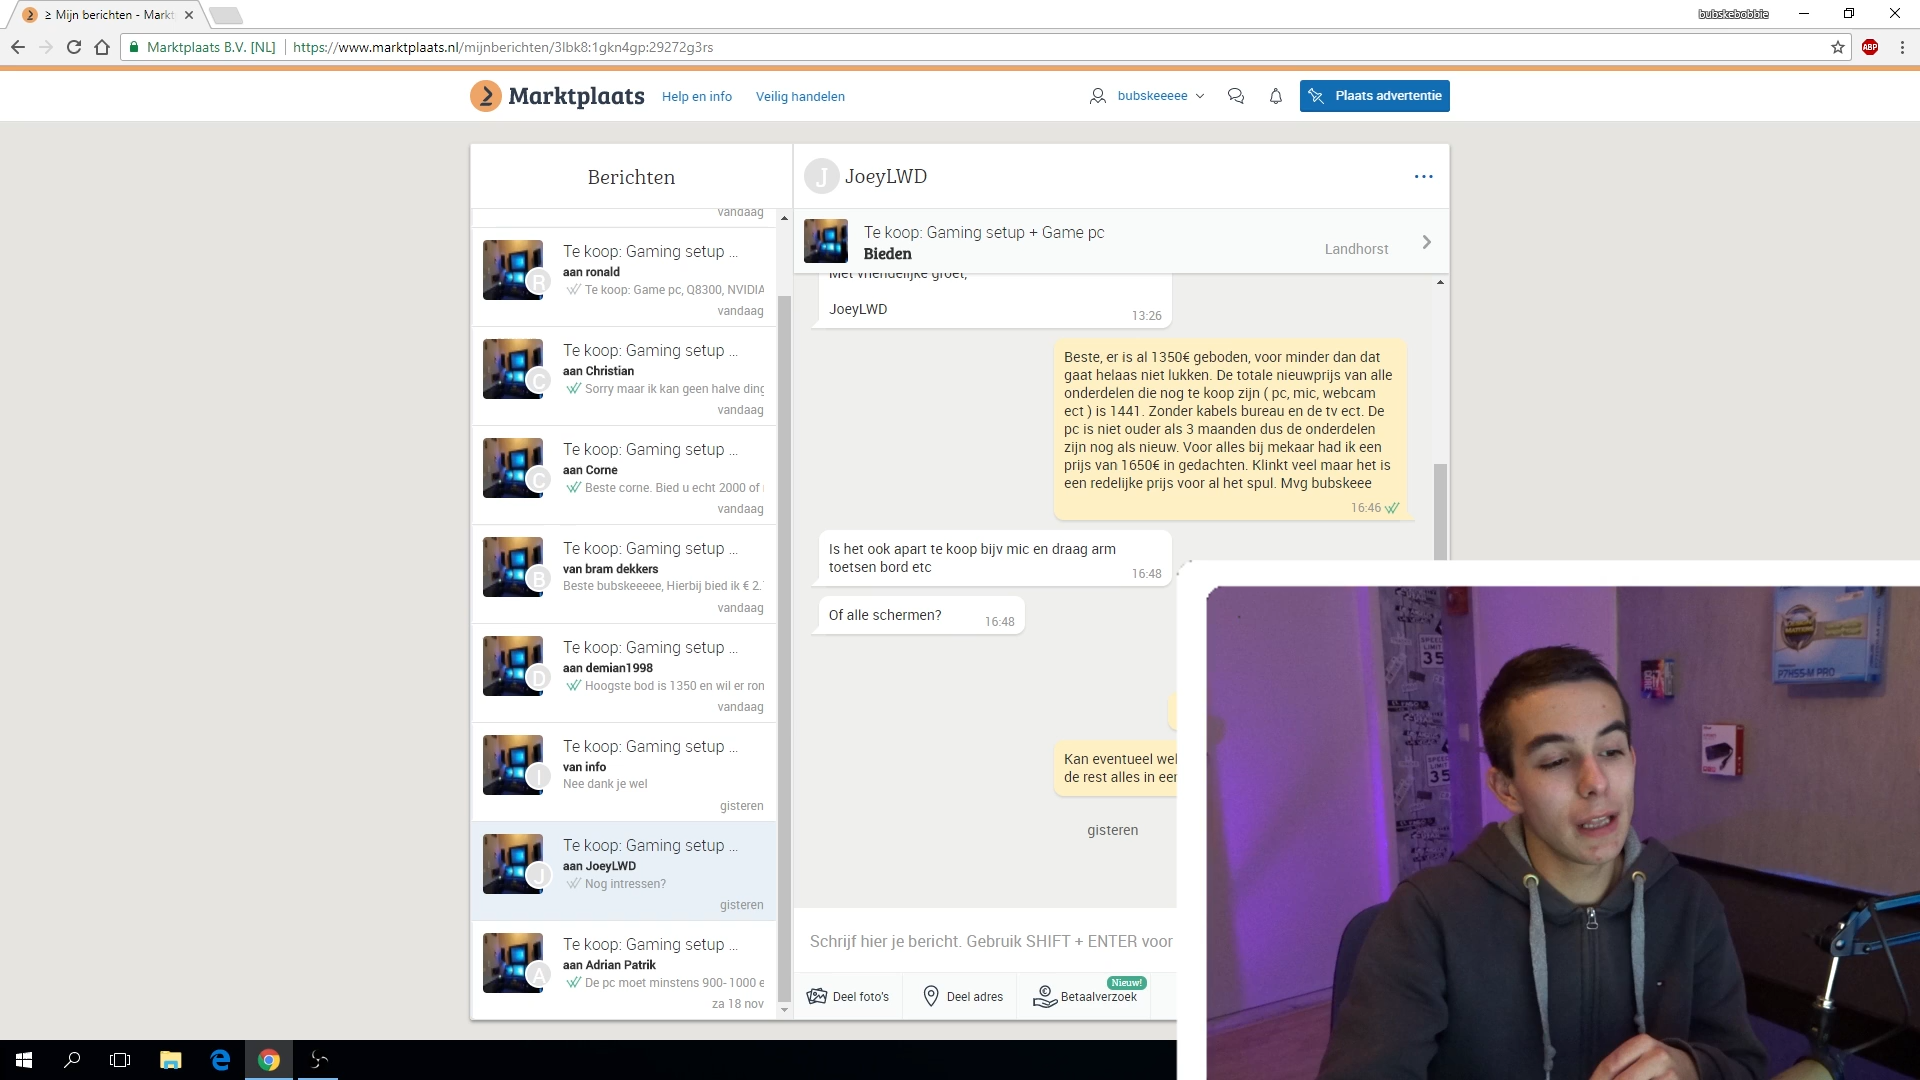 ≥ Mijn berichten - Markt
bubskebobbie
Marktplaats B.V. [NL]
https://www.marktplaats.nl/mijnberichten/3lbk8:1gkn4gp:29272g3rs
ABP
Marktplaats
Help en info
Veilig handelen
bubskeeeee
Plaats advertentie
Berichten
vandaag
Te koop: Gaming setup ...
R
aan ronald
Te koop: Game pc, Q8300, NVIDIA
vandaag
Te koop: Gaming setup ...
C
aan Christian
Sorry maar ik kan geen halve ding
vandaag
Te koop: Gaming setup ...
C
aan Corne
Beste corne. Bied u echt 2000 of
vandaag
Te koop: Gaming setup ...
B
van bram dekkers
Beste bubskeeeee, Hierbij bied ik € 2.
vandaag
Te koop: Gaming setup ...
D
aan demian1998
Hoogste bod is 1350 en wil er ron
vandaag
Te koop: Gaming setup ...
I
van info
Nee dank je wel
gisteren
Te koop: Gaming setup ...
J
aan JoeyLWD
Nog intressen?
gisteren
Te koop: Gaming setup ...
A
aan Adrian Patrik
De pc moet minstens 900- 1000 e
za 18 nov
J
JoeyLWD
...
Te koop: Gaming setup + Game pc
Bieden
Landhorst
Met vriendelijke groet,
JoeyLWD
13:26
Beste, er is al 1350€ geboden, voor minder dan dat
gaat helaas niet lukken. De totale nieuwprijs van alle
onderdelen die nog te koop zijn ( pc, mic, webcam
ect ) is 1441. Zonder kabels bureau en de tv ect. De
pc is niet ouder als 3 maanden dus de onderdelen
zijn nog als nieuw. Voor alles bij mekaar had ik een
prijs van 1650€ in gedachten. Klinkt veel maar het is
een redelijke prijs voor al het spul. Mvg bubskeee
16:46
Is het ook apart te koop bijv mic en draag arm
toetsen bord etc
16:48
Of alle schermen?
16:48
Kan eventueel wel
de rest alles in een
gisteren
Schrijf hier je bericht. Gebruik SHIFT + ENTER voor
Deel foto's
Deel adres
Nieuw!
Betaalverzoek
SPEED
LIMIT
35
SPEED
LIMIT
35
P7H55-M PRO